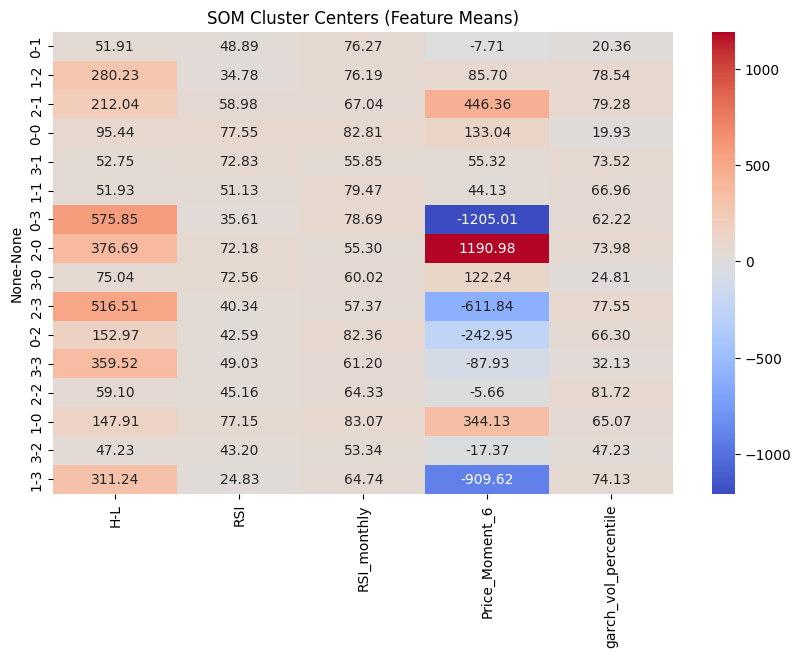 SOM Cluster Centers (Feature Means)
None-None
0-1 51.91 48.89 76.27 -7.71 20.36
1-2 280.23 34.78 76.19 85.70 78.54
2-1 212.04 58.98 67.04 446.36 79.28
0-0 95.44 77.55 82.81 133.04 19.93
3-1 52.75 72.83 55.85 55.32 73.52
1-1 51.93 51.13 79.47 44.13 66.96
0-3 575.85 35.61 78.69 -1205.01 62.22
2-0 376.69 72.18 55.30 1190.98 73.98
3-0 75.04 72.56 60.02 122.24 24.81
2-3 516.51 40.34 57.37 -611.84 77.55
0-2 152.97 42.59 82.36 -242.95 66.30
3-3 359.52 49.03 61.20 -87.93 32.13
2-2 59.10 45.16 64.33 -5.66 81.72
1-0 147.91 77.15 83.07 344.13 65.07
3-2 47.23 43.20 53.34 -17.37 47.23
1-3 311.24 24.83 64.74 -909.62 74.13
H-L RSI RSI_monthly Price_Moment_6 garch_vol_percentile
1000
500
0
-500
-1000